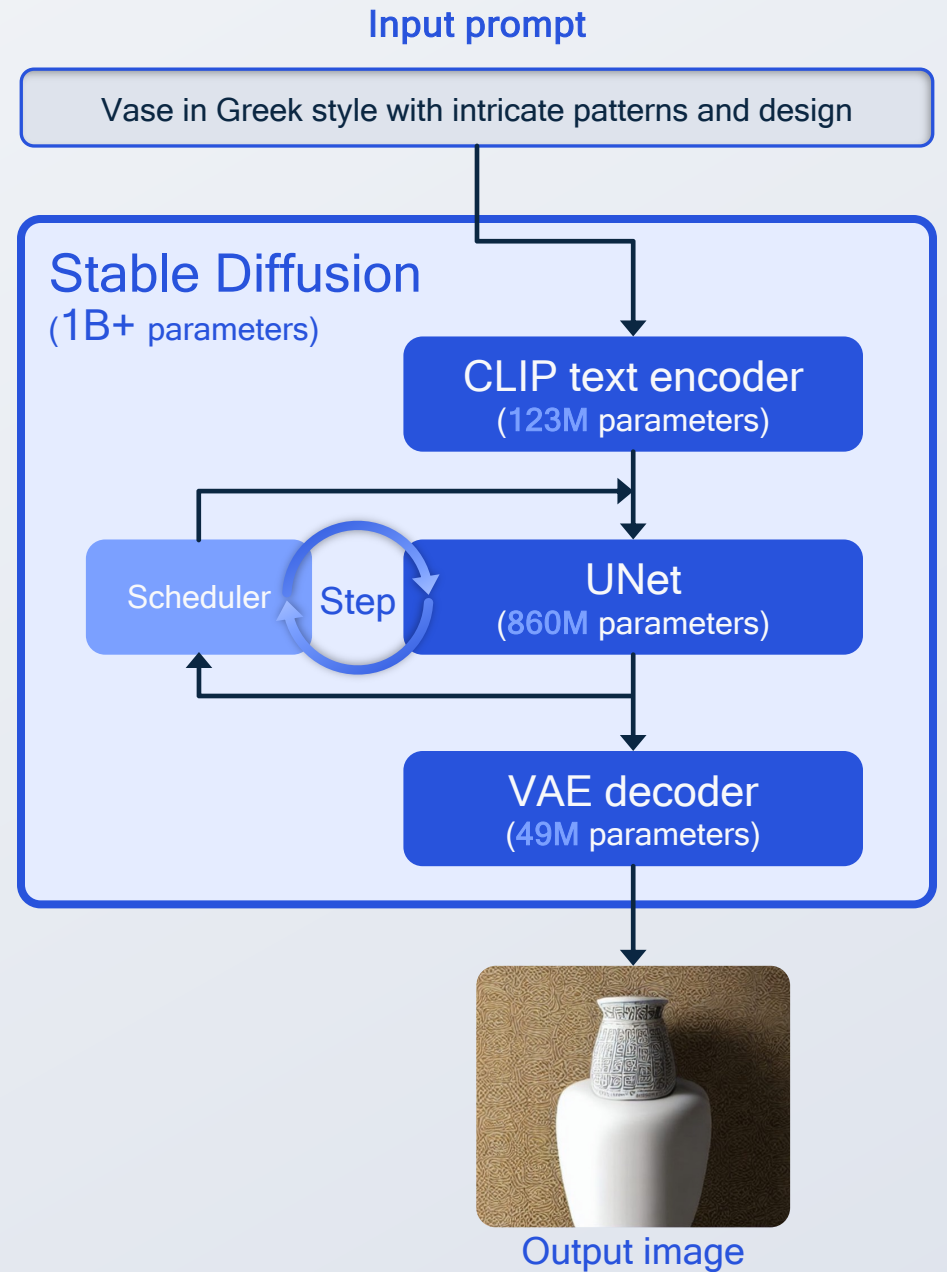 Input prompt
Vase in Greek style with intricate patterns and design
Stable Diffusion
(1B+ parameters)
CLIP text encoder
(123M parameters)
Scheduler
Step
UNet
(860M parameters)
VAE decoder
(49M parameters)
Output image